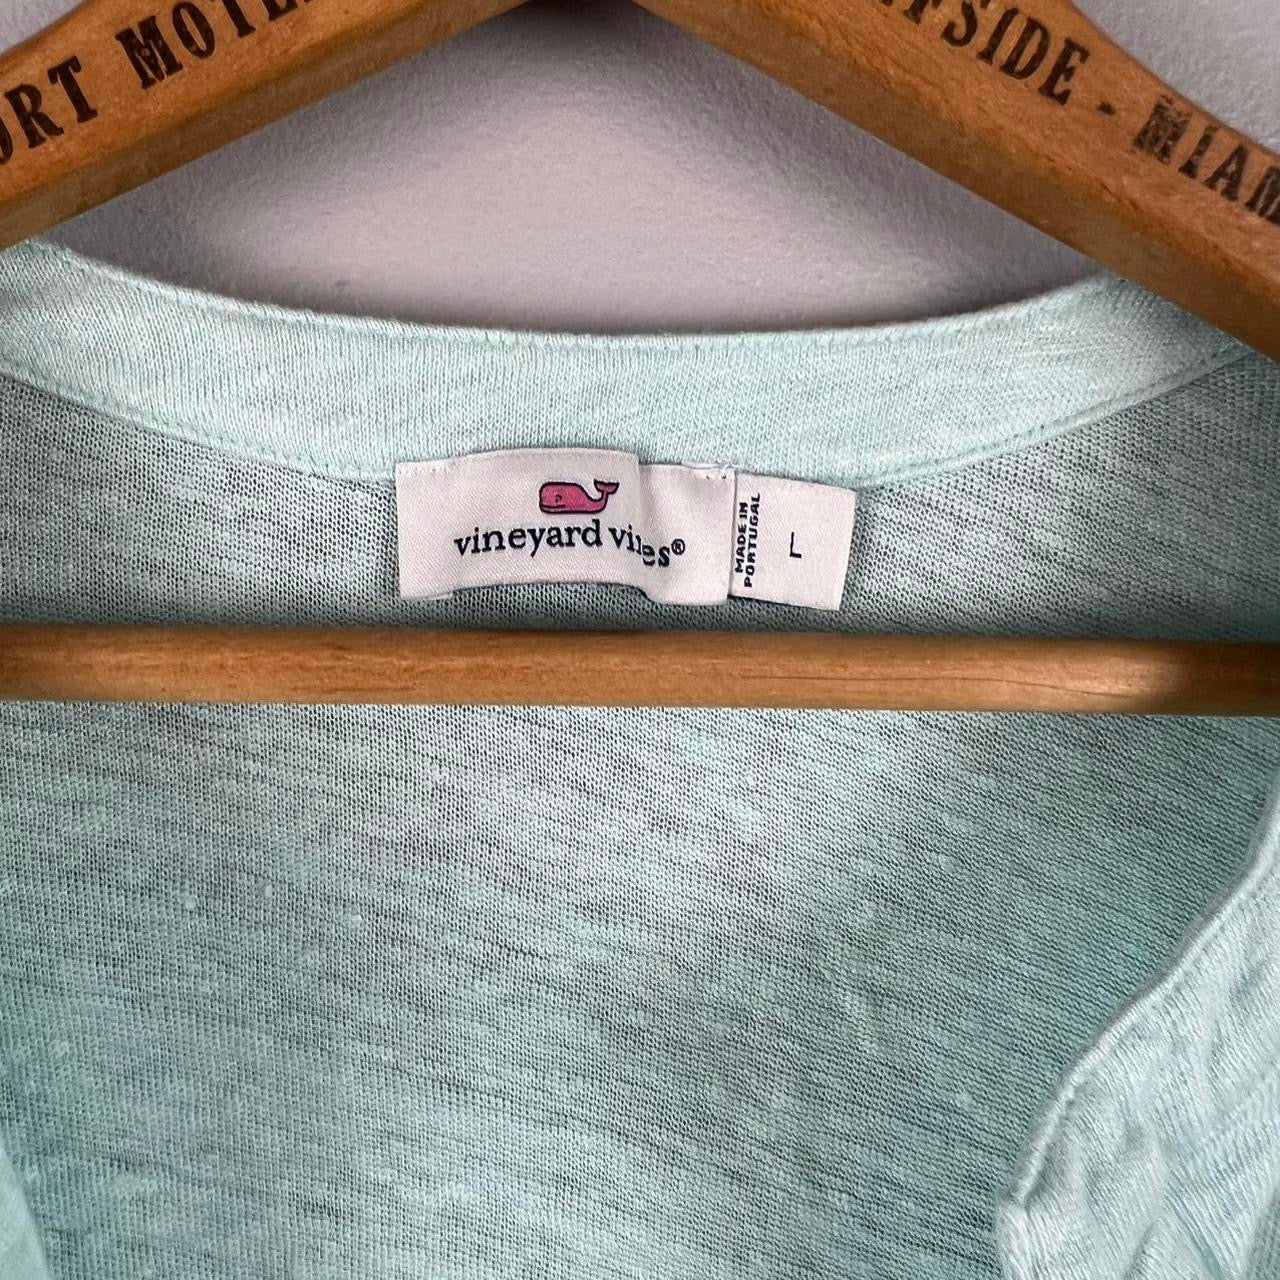 ORT MOTE
FSIDE - MIAM
vineyard vines®
MADE IN
PORTUGAL
L